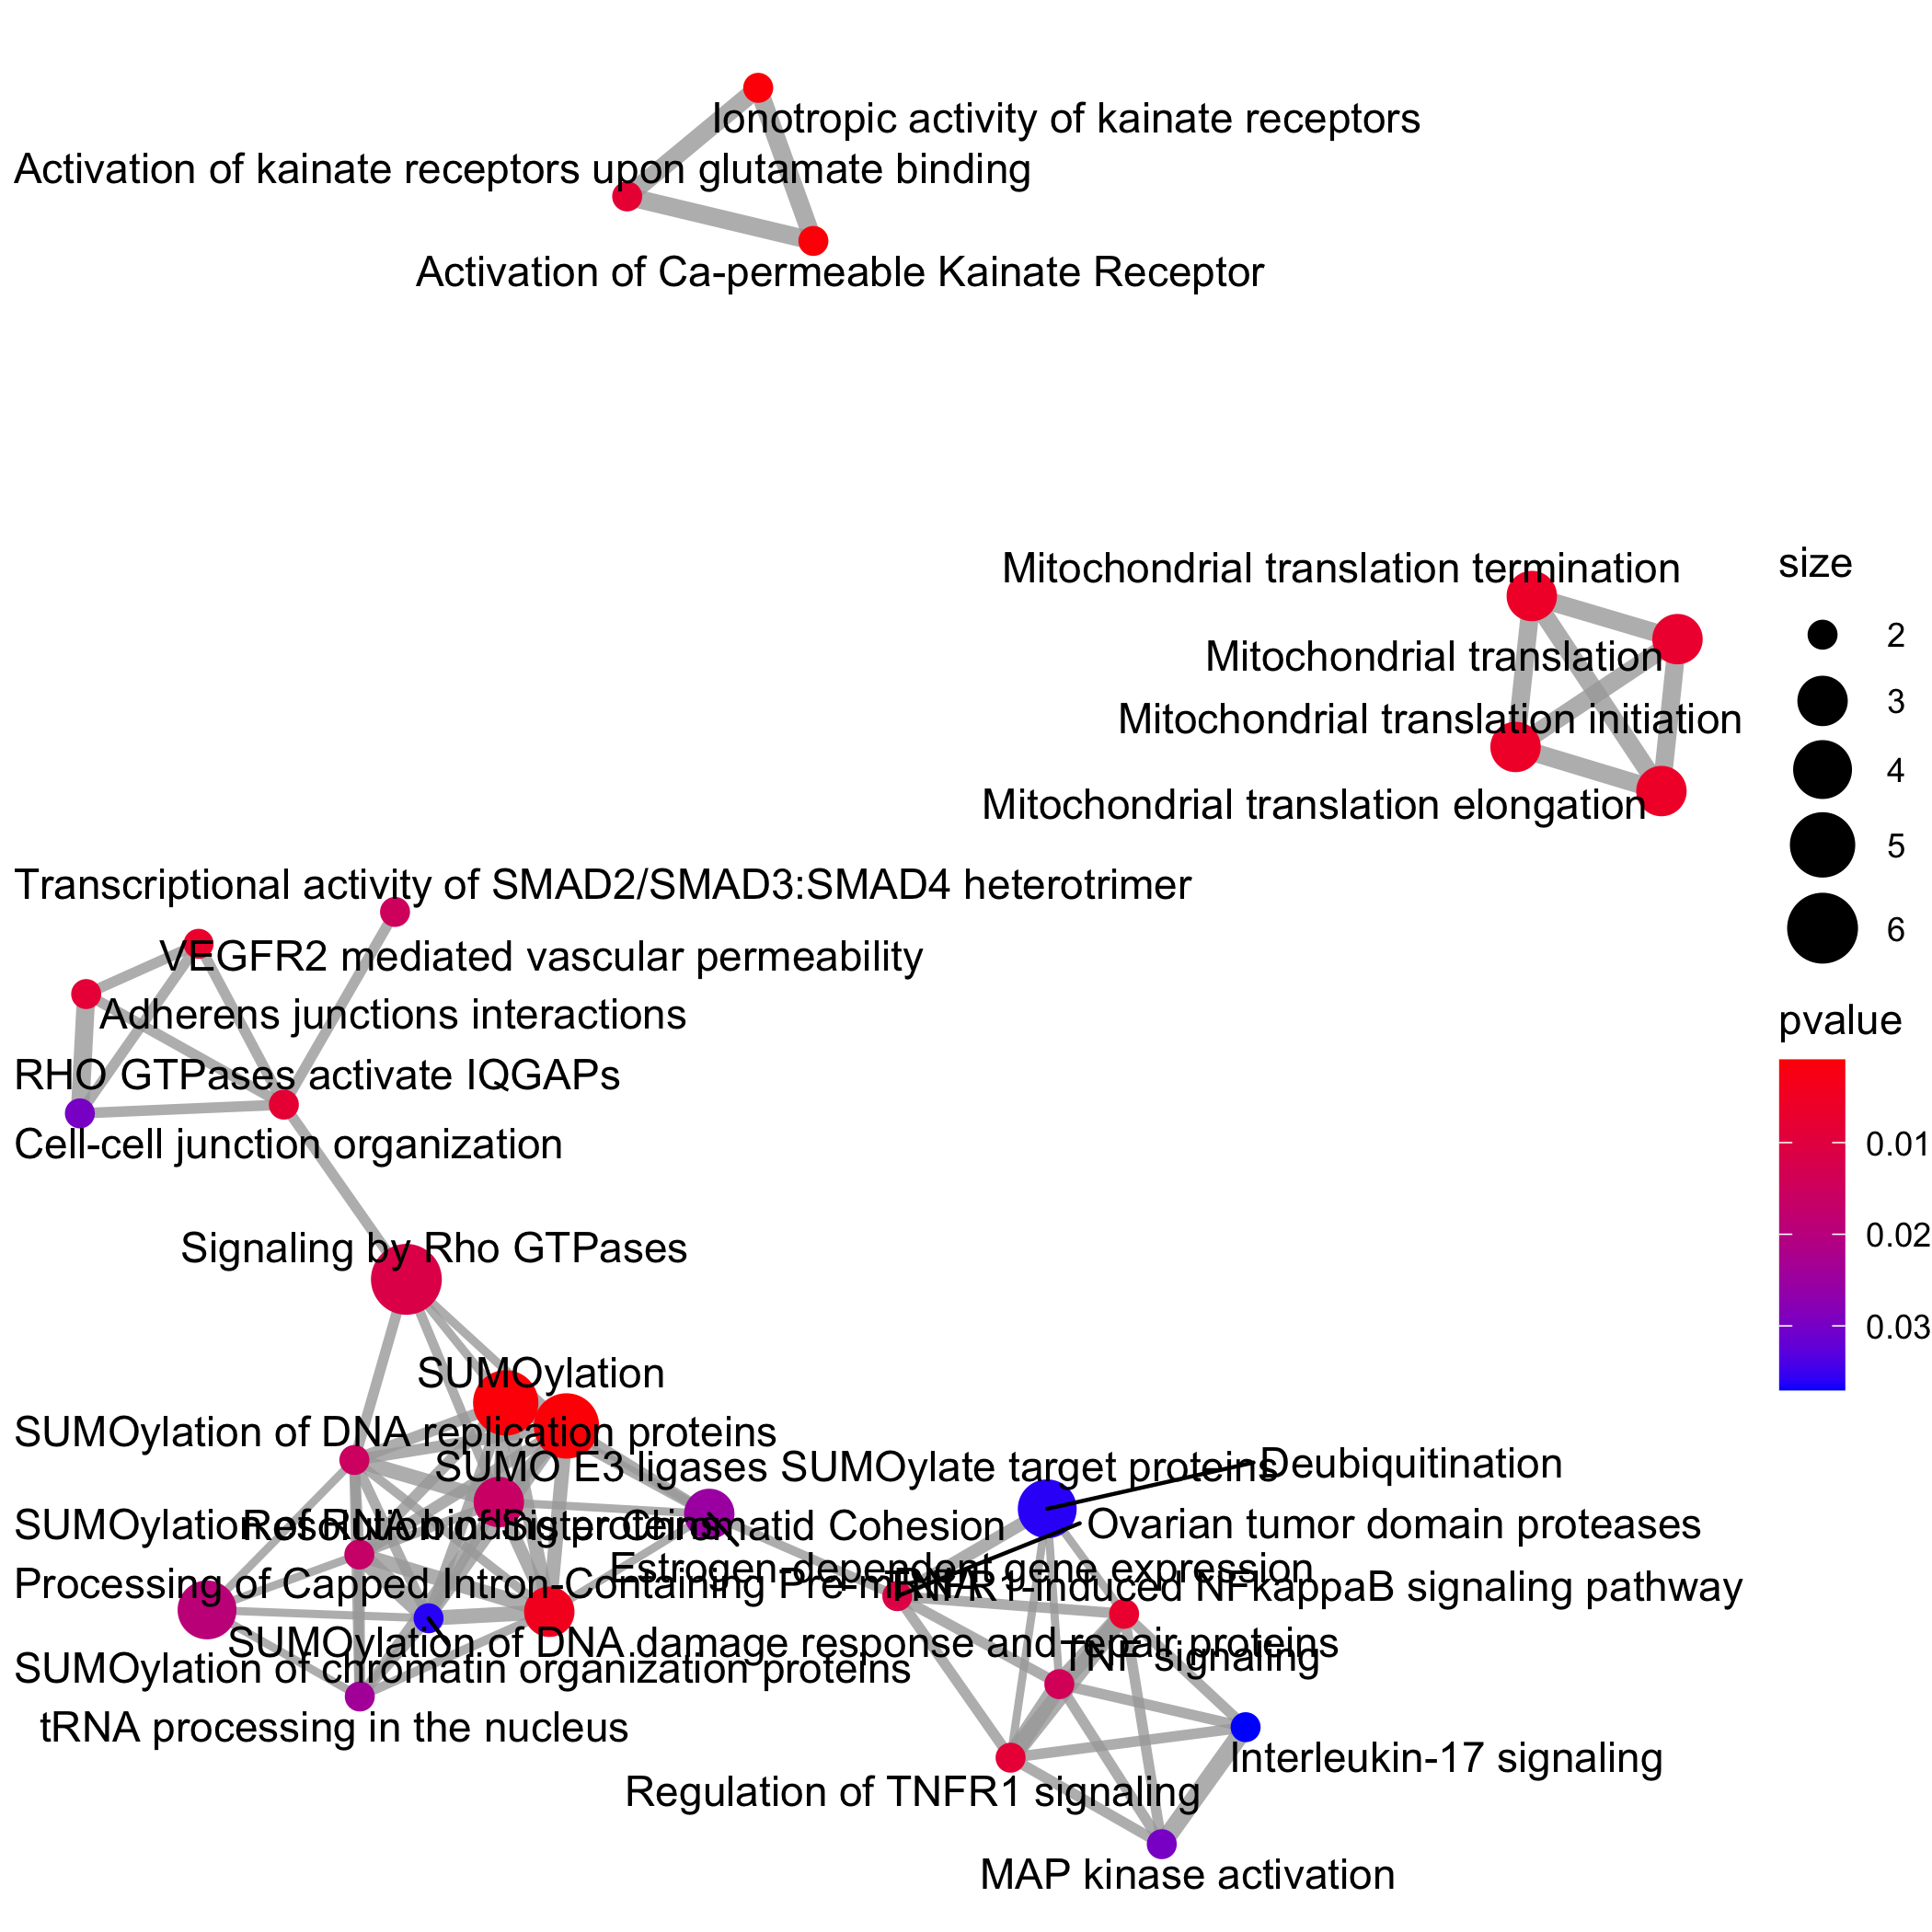 Ionotropic activity of kainate receptors
Activation of kainate receptors upon glutamate binding
Activation of Ca-permeable Kainate Receptor
Mitochondrial translation termination
Mitochondrial translation
Mitochondrial translation initiation
Mitochondrial translation elongation
size
2
3
4
5
6
pvalue
0.01
0.02
0.03
Transcriptional activity of SMAD2/SMAD3:SMAD4 heterotrimer
VEGFR2 mediated vascular permeability
Adherens junctions interactions
RHO GTPases activate IQGAPs
Cell-cell junction organization
Signaling by Rho GTPases
SUMOylation
SUMOylation of DNA replication proteins
SUMO E3 ligases SUMOylate target proteins
Deubiquitination
SUMOylation of RNA binding proteins
Resolution of Sister Chromatid Cohesion
Ovarian tumor domain proteases
Estrogen-dependent gene expression
Processing of Capped Intron-Containing Pre-mRNA
TNFR1-induced NFkappaB signaling pathway
SUMOylation of DNA damage response and repair proteins
TNF signaling
SUMOylation of chromatin organization proteins
tRNA processing in the nucleus
Interleukin-17 signaling
Regulation of TNFR1 signaling
MAP kinase activation